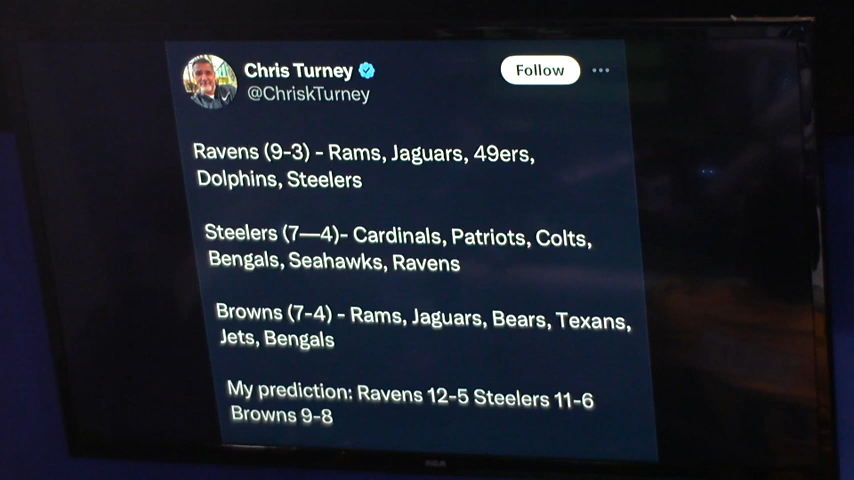 Chris Turney
Follow
@ChriskTurney
Ravens (9-3) - Rams, Jaguars, 49ers,
Dolphins, Steelers
Steelers (7—4)- Cardinals, Patriots, Colts,
Bengals, Seahawks, Ravens
Browns (7-4) - Rams, Jaguars, Bears, Texans,
Jets, Bengals
My prediction: Ravens 12-5 Steelers 11-6
Browns 9-8
RCA